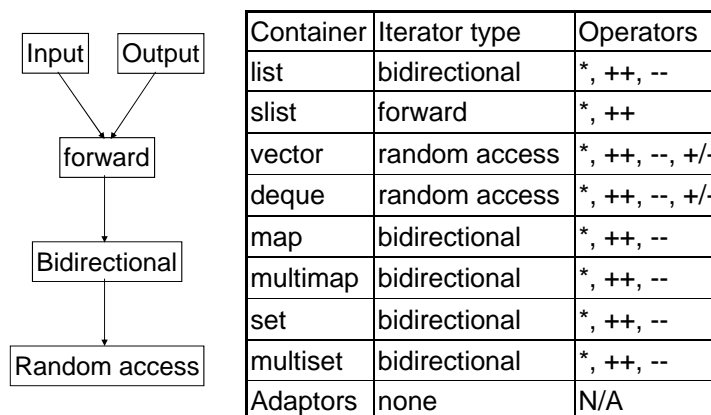 Input Output
forward
Bidirectional
Random access
Container Iterator type Operators
list bidirectional *, ++, --
slist forward *, ++
vector random access *, ++, --, +/-
deque random access *, ++, --, +/-
map bidirectional *, ++, --
multimap bidirectional *, ++, --
set bidirectional *, ++, --
multiset bidirectional *, ++, --
Adaptors none N/A